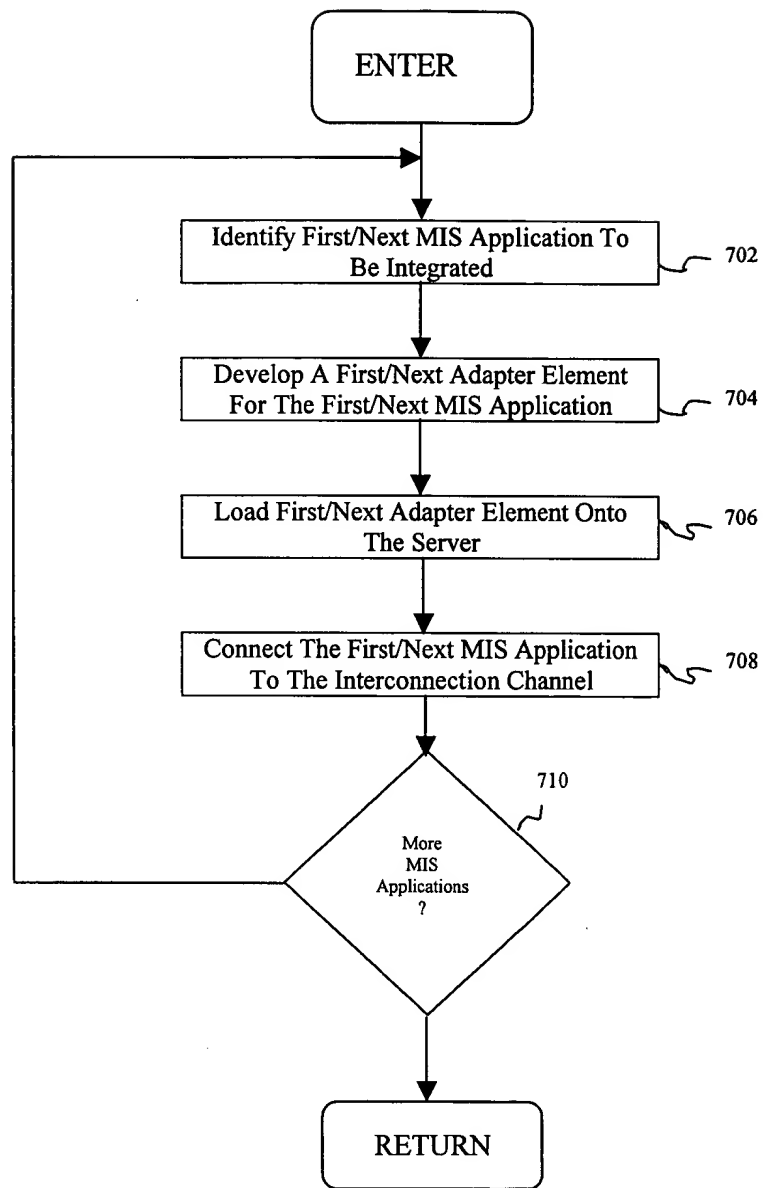 ENTER
Identify First/Next MIS Application To
Be Integrated
702
Develop A First/Next Adapter Element
For The First/Next MIS Application
704
Load First/Next Adapter Element Onto
The Server
706
Connect The First/Next MIS Application
To The Interconnection Channel
708
710
More
MIS
Applications
?
RETURN